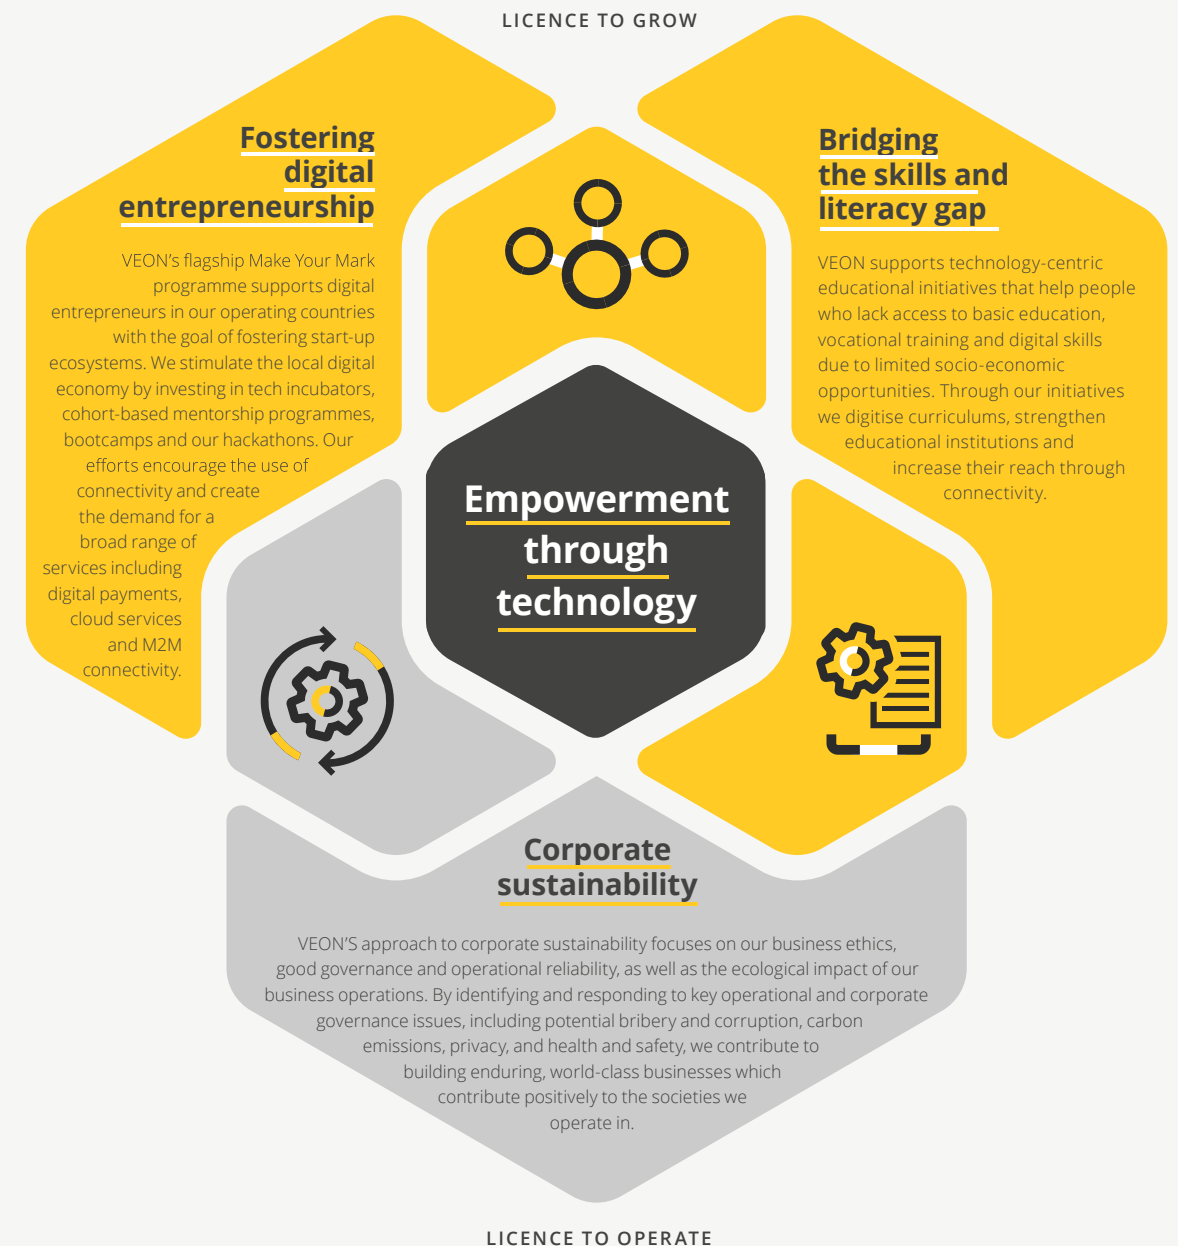 LICENCE TO GROW
Fostering
digital
entrepreneurship
VEON’s flagship Make Your Mark
programme supports digital
entrepreneurs in our operating countries
with the goal of fostering start-up
ecosystems. We stimulate the local digital
economy by investing in tech incubators,
cohort-based mentorship programmes,
bootcamps and our hackathons. Our
efforts encourage the use of
connectivity and create
the demand for a
broad range of
services including
digital payments,
cloud services
and M2M
connectivity.
Bridging
the skills and
literacy gap
VEON supports technology-centric
educational initiatives that help people
who lack access to basic education,
vocational training and digital skills
due to limited socio-economic
opportunities. Through our initiatives
we digitise curriculums, strengthen
educational institutions and
increase their reach through
connectivity.
Empowerment
through
technology
Corporate
sustainability
VEON’S approach to corporate sustainability focuses on our business ethics,
good governance and operational reliability, as well as the ecological impact of our
business operations. By identifying and responding to key operational and corporate
governance issues, including potential bribery and corruption, carbon
emissions, privacy, and health and safety, we contribute to
building enduring, world-class businesses which
contribute positively to the societies we
operate in.
LICENCE TO OPERATE